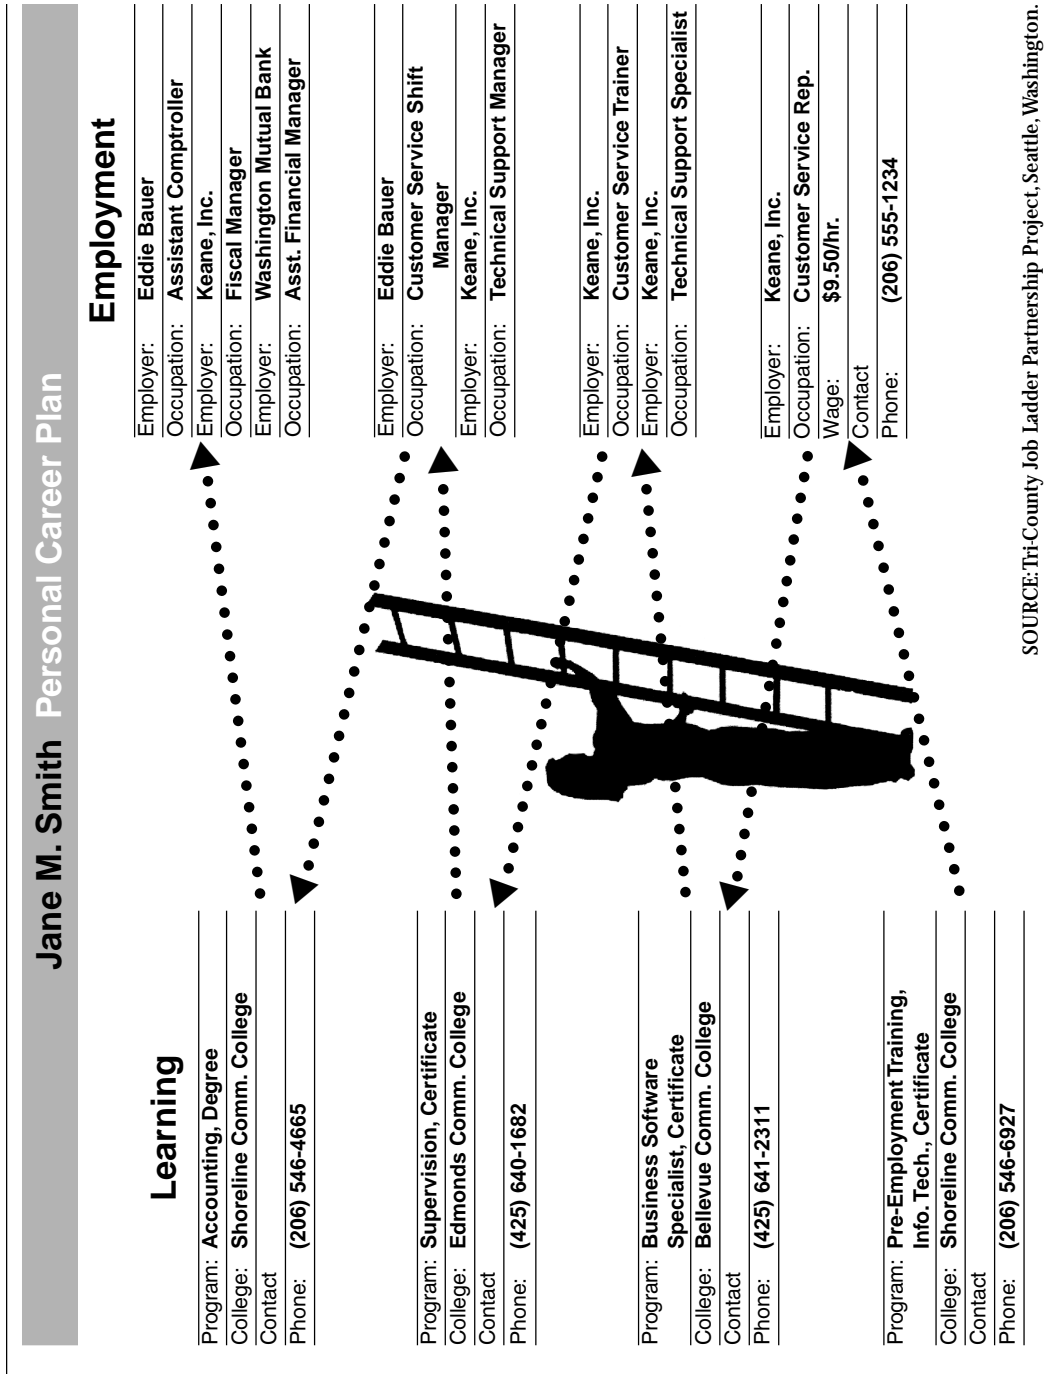 Jane M. Smith Personal Career Plan
Learning
Program: Accounting, Degree
College: Shoreline Comm. College
Contact
Phone: (206) 546-4665
Program: Supervision, Certificate
College: Edmonds Comm. College
Contact
Phone: (425) 640-1682
Program: Business Software
Specialist, Certificate
College: Bellevue Comm. College
Contact
Phone: (425) 641-2311
Program: Pre-Employment Training,
Info. Tech., Certificate
College: Shoreline Comm. College
Contact
Phone: (206) 546-6927
Employment
Employer: Eddie Bauer
Occupation: Assistant Comptroller
Employer: Keane, Inc.
Occupation: Fiscal Manager
Employer: Washington Mutual Bank
Occupation: Asst. Financial Manager
Employer: Eddie Bauer
Occupation: Customer Service Shift
Manager
Employer: Keane, Inc.
Occupation: Technical Support Manager
Employer: Keane, Inc.
Occupation: Customer Service Trainer
Employer: Keane, Inc.
Occupation: Technical Support Specialist
Employer: Keane, Inc.
Occupation: Customer Service Rep.
Wage: $9.50/hr.
Contact
Phone: (206) 555-1234
SOURCE:Tri-County Job Ladder Partnership Project, Seattle, Washington.